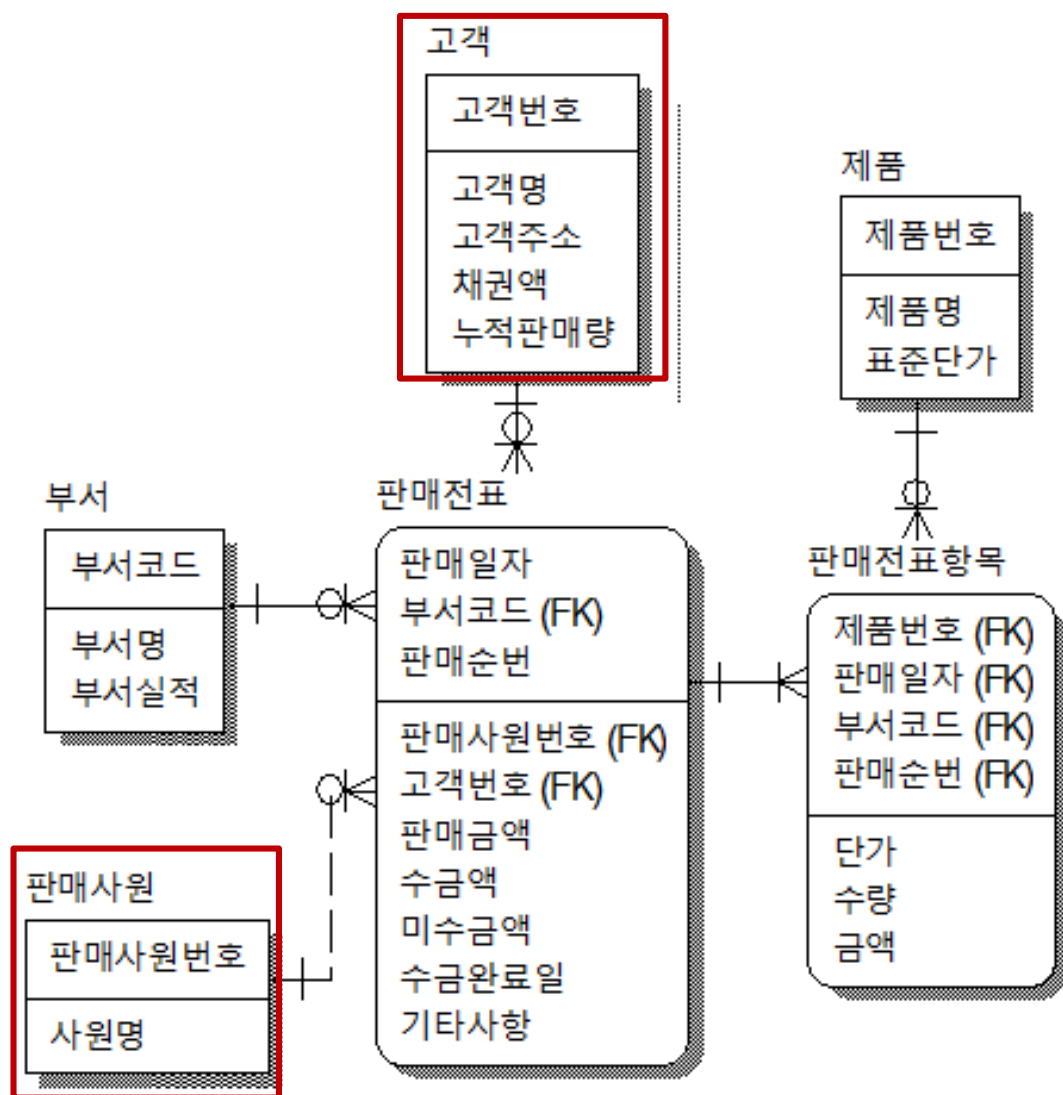 고객
고객번호
고객명
고객주소
채권액
누적판매량
제품
제품번호
제품명
표준단가
부서
부서코드
부서명
부서실적
판매전표
판매일자
부서코드 (FK)
판매순번
판매사원번호 (FK)
고객번호 (FK)
판매금액
수금액
미수금액
수금완료일
기타사항
판매전표항목
제품번호 (FK)
판매일자 (FK)
부서코드 (FK)
판매순번 (FK)
단가
수량
금액
판매사원
판매사원번호
사원명